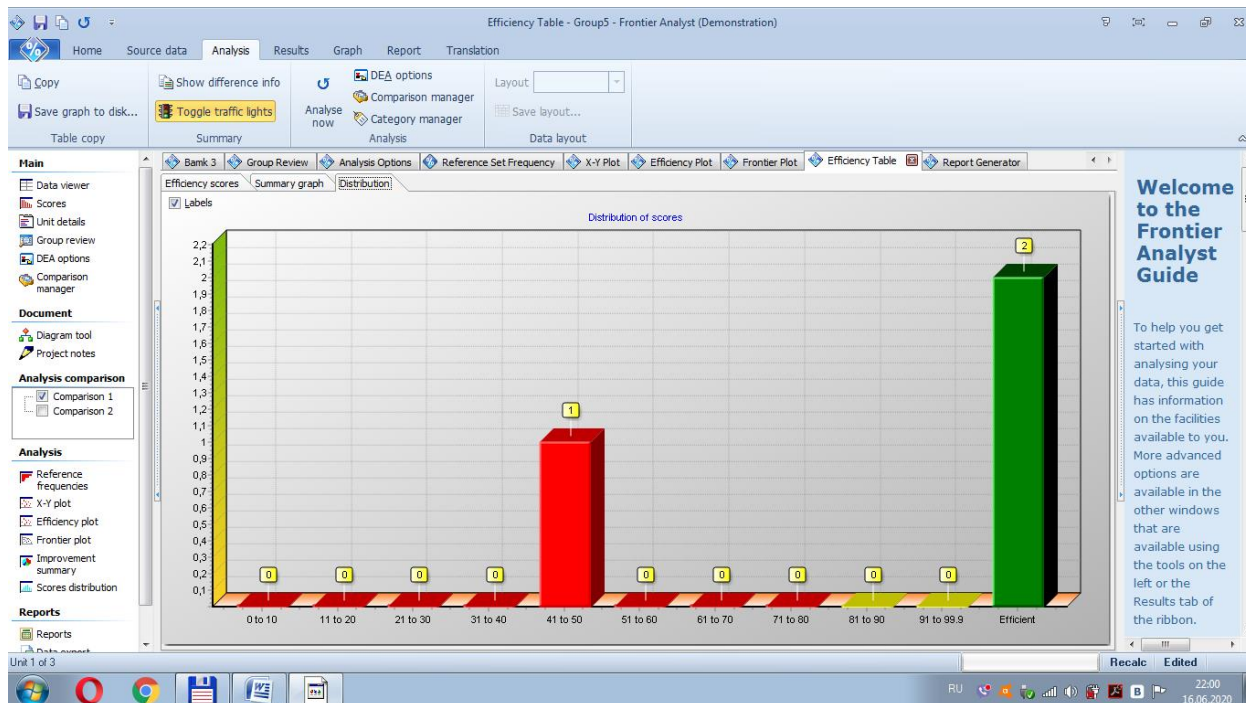 Efficiency Table - Group5 - Frontier Analyst (Demonstration)
Home Source data Analysis Results Graph Report Translation
Copy
Save graph to disk...
Table copy
Show difference info
Toggle traffic lights
Summary
Analyse now
DEA options
Comparison manager
Category manager
Analysis
Layout
Save layout...
Data layout
Main
Data viewer
Scores
Unit details
Group review
DEA options
Comparison
manager
Document
Diagram tool
Project notes
Analysis comparison
Comparison 1
Comparison 2
Analysis
Reference
frequencies
X-Y plot
Efficiency plot
Frontier plot
Improvement
summary
Scores distribution
Reports
Reports
Data export
Bamk 3 Group Review Analysis Options Reference Set Frequency X-Y Plot Efficiency Plot Frontier Plot Efficiency Table Report Generator
Efficiency scores Summary graph Distribution
Labels
Distribution of scores
2,2
2,1
2
1,9
1,8
1,7
1,6
1,5
1,4
1,3
1,2
1,1
1
0,9
0,8
0,7
0,6
0,5
0,4
0,3
0,2
0,1
0 0 0 0 1 0 0 0 0 0 2
0 to 10 11 to 20 21 to 30 31 to 40 41 to 50 51 to 60 61 to 70 71 to 80 81 to 90 91 to 99.9 Efficient
Welcome
to the
Frontier
Analyst
Guide
To help you get
started with
analysing your
data, this guide
has information
on the facilities
available to you.
More advanced
options are
available in the
other windows
that are
available using
the tools on the
left or the
Results tab of
the ribbon.
Unit 1 of 3
Recalc Edited
RU
22:00
16.06.2020